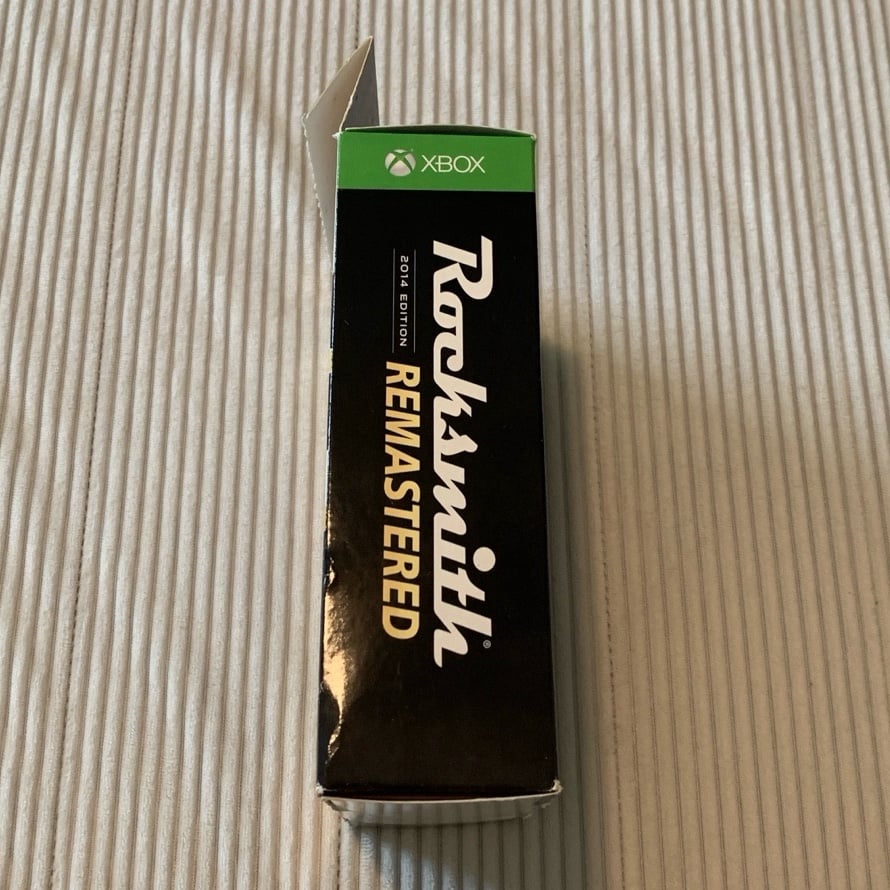 XBOX
Rocksmith®
2014 EDITION
REMASTERED